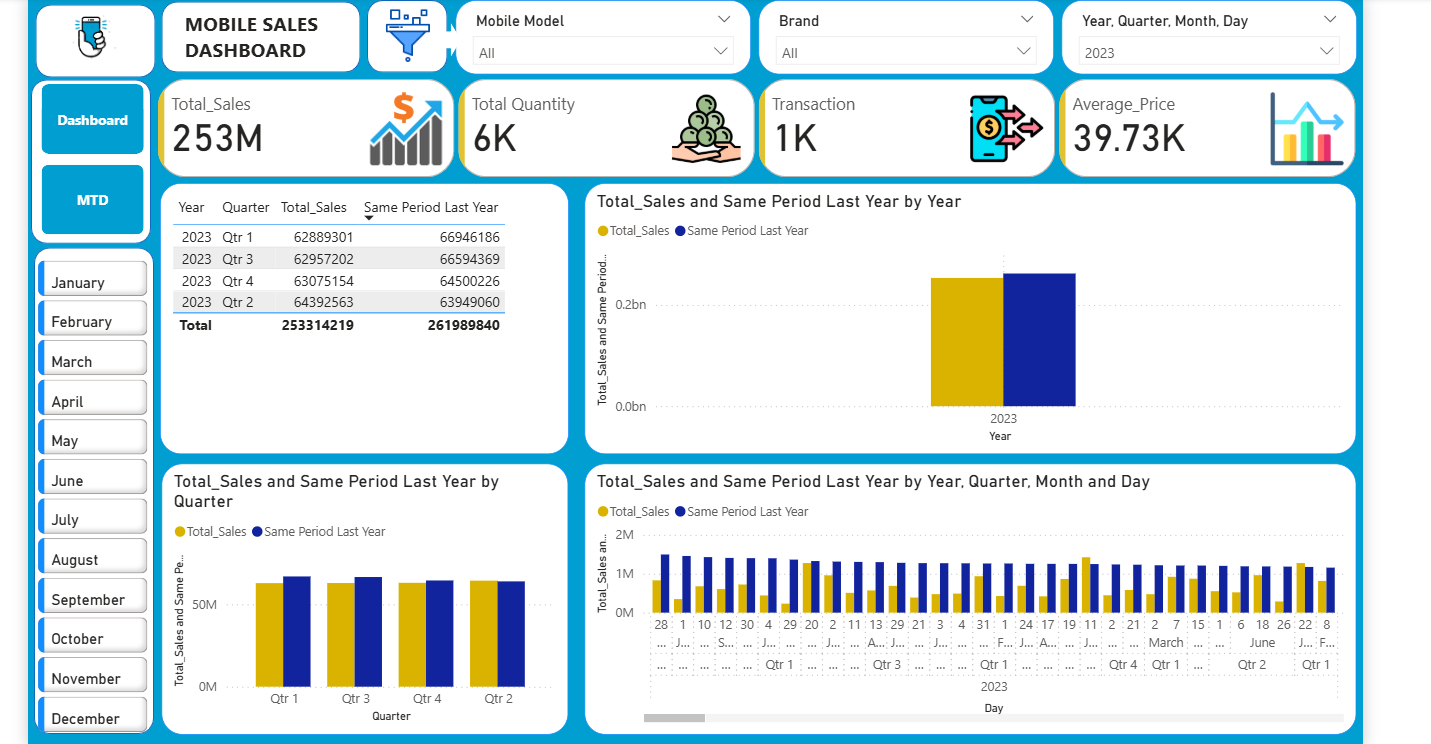 MOBILE SALES
DASHBOARD
Mobile Model
All
Brand
All
Year, Quarter, Month, Day
2023
Dashboard
MTD
Total_Sales
253M
Total Quantity
6K
Transaction
1K
Average_Price
39.73K
January
February
March
April
May
June
July
August
September
October
November
December
Year Quarter Total_Sales Same Period Last Year
2023 Qtr 1 62889301 66946186
2023 Qtr 3 62957202 66594369
2023 Qtr 4 63075154 64500226
2023 Qtr 2 64392563 63949060
Total 253314219 261989840
Total_Sales and Same Period Last Year by Year
Total_Sales Same Period Last Year
Total_Sales and Same Period...
0.2bn
0.0bn
2023
Year
Total_Sales and Same Period Last Year by
Quarter
Total_Sales Same Period Last Year
Total_Sales and Same Pe...
50M
0M
Qtr 1 Qtr 3 Qtr 4 Qtr 2
Quarter
Total_Sales and Same Period Last Year by Year, Quarter, Month and Day
Total_Sales Same Period Last Year
Total_Sales an...
2M
1M
0M
28 1 10 12 30 4 29 20 2 11 13 29 21 3 4 31 1 24 17 19 11 2 21 2 7 15 1 6 18 26 22 8
... J... ... S... ... J... ... ... J... ... A... J... ... J... ... ... F... J... A... ... J... ... ... March ... ... June J... F...
... ... ... ... ... Qtr 1 ... ... ... Qtr 3 ... ... ... Qtr 1 ... ... ... ... Qtr 4 Qtr 1 ... Qtr 2 Qtr 1
2023
Day